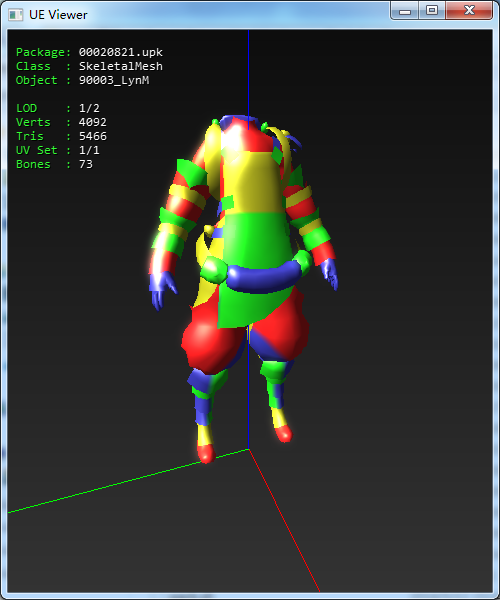 UE Viewer
Package: 00020821.upk
Class : SkeletalMesh
Object : 90003_LynM
LOD : 1/2
Verts : 4092
Tris : 5466
UV Set : 1/1
Bones : 73